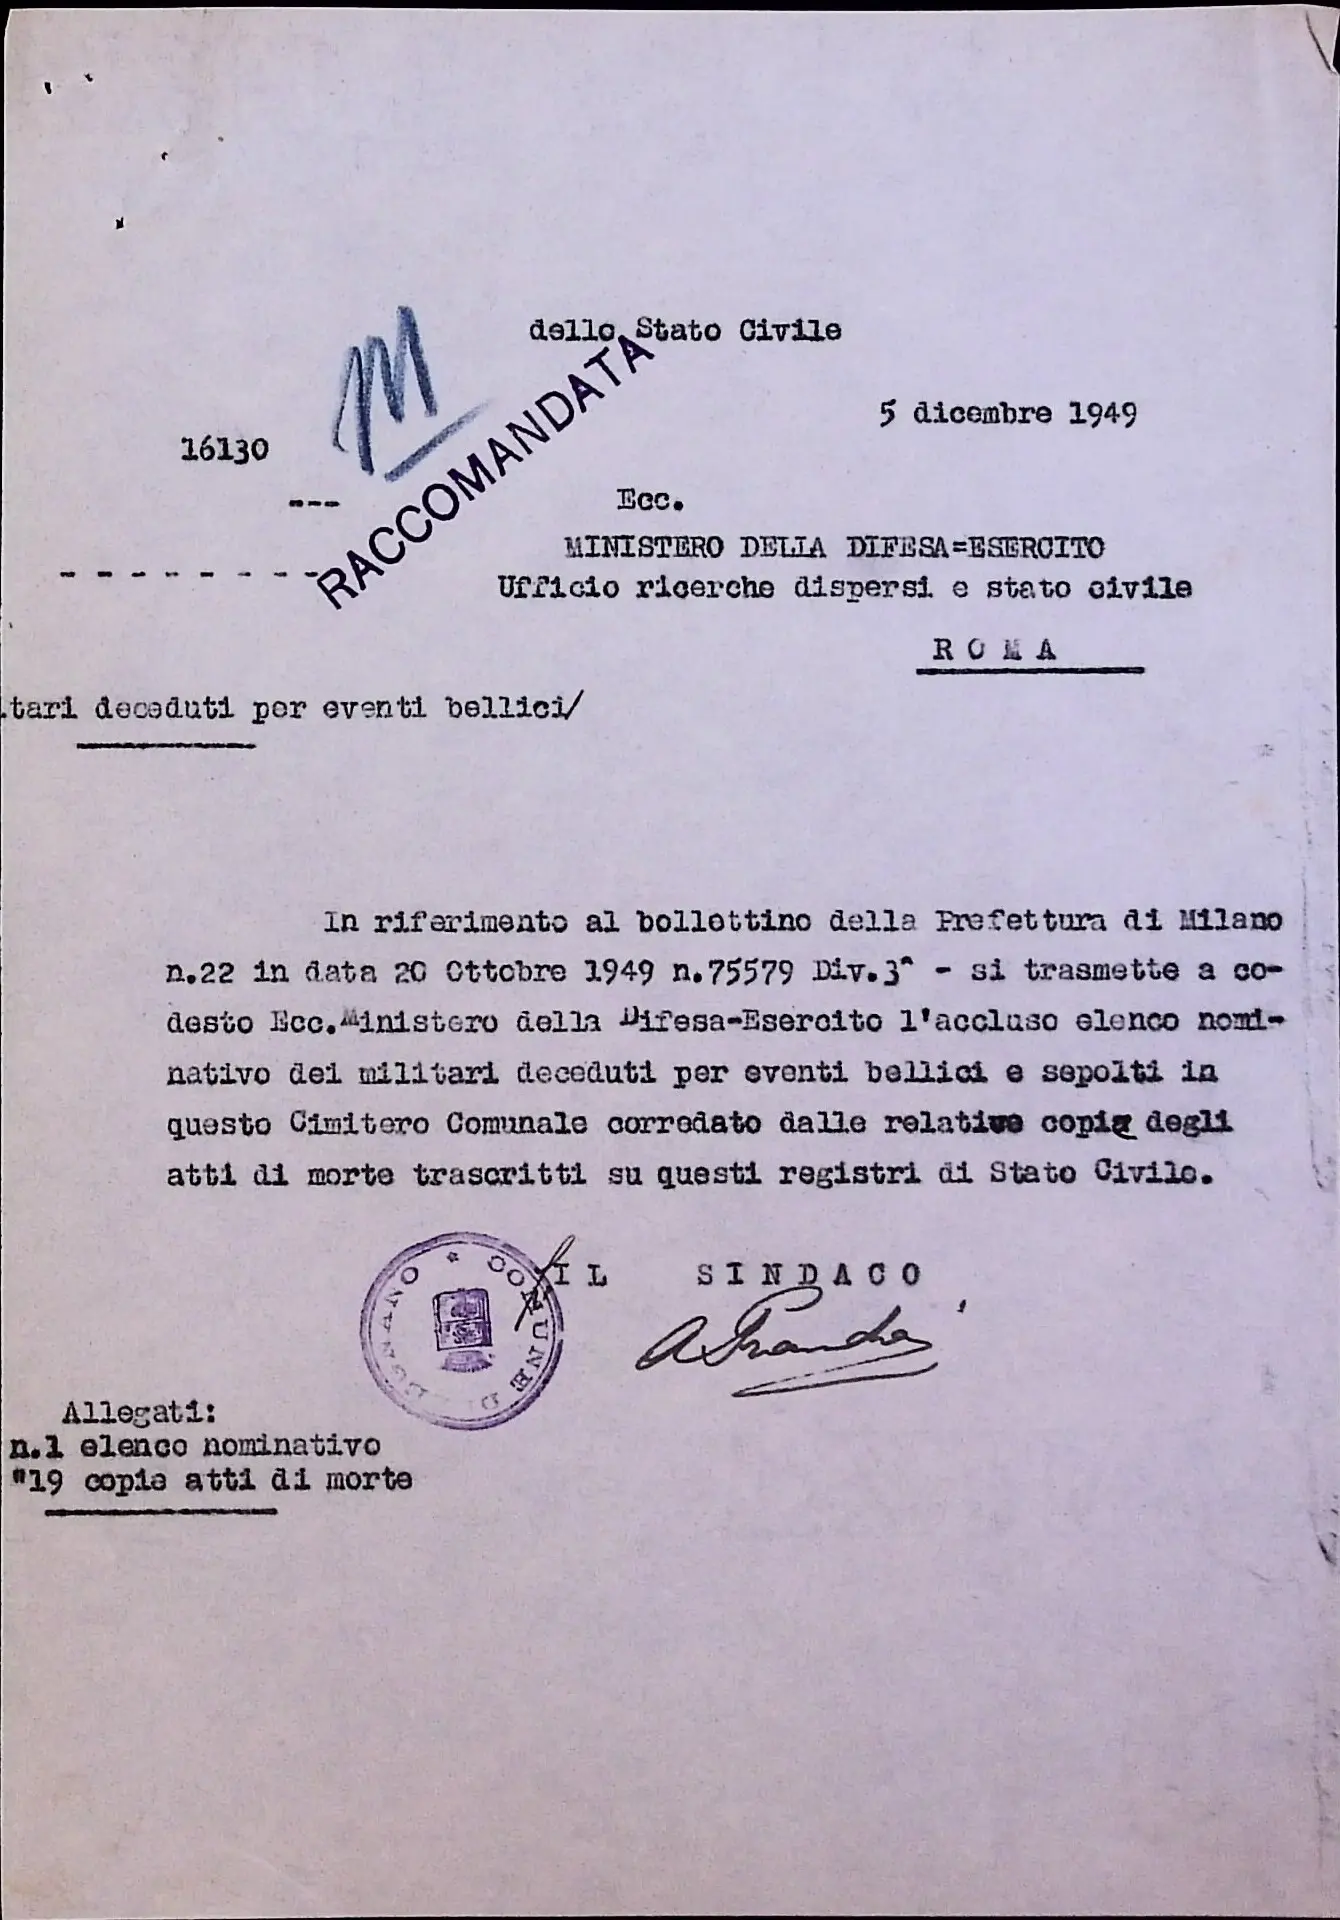 dello Stato Civile
5 dicembre 1949
16130
---
RACCOMANDATA
Ecc.
MINISTERO DELLA DIFESA=ESERCITO
Ufficio ricerche dispersi e stato civile
ROMA
tari deceduti per eventi bellici/
In riferimento al bollettino della Prefettura di Milano
n.22 in data 20 Ottobre 1949 n.75579 Div.3^ - si trasmette a co-
desto Ecc.Ministero della Difesa-Esercito l'accluso elenco nomi-
nativo dei militari deceduti per eventi bellici e sepolti in
questo Cimitero Comunale corredato dalle relative copie degli
atti di morte trascritti su questi registri di Stato Civile.
IL SINDACO
COMUNE DI
Allegati:
n.1 elenco nominativo
"19 copie atti di morte